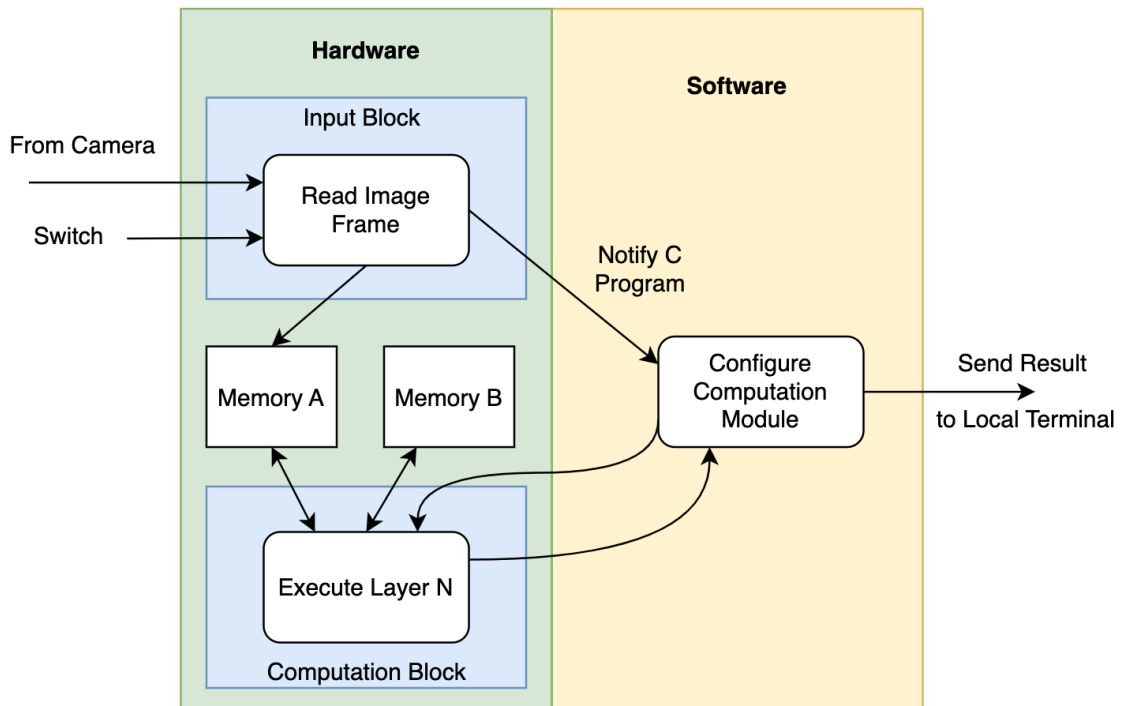 Hardware
Software
Input Block
From Camera
Read Image
Frame
Switch
Notify C
Program
Memory A
Memory B
Configure
Computation
Module
Send Result
to Local Terminal
Execute Layer N
Computation Block